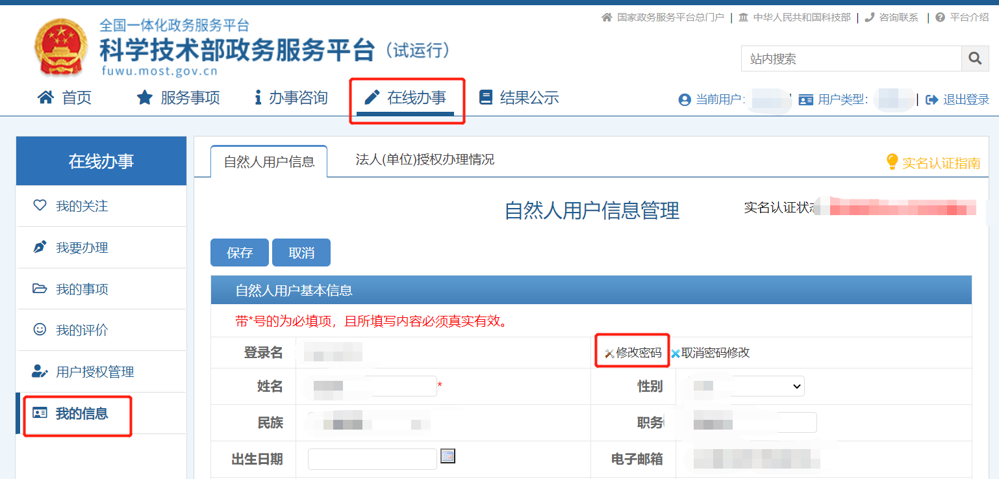 国家政务服务平台总门户 | 中华人民共和国科技部 | 咨询联系 | 平台介绍
全国一体化政务服务平台
科学技术部政务服务平台（试运行）
fuwu.most.gov.cn
站内搜索
首页 服务事项 办事咨询 在线办事 结果公示
当前用户: 用户类型: | 退出登录
在线办事
我的关注
我要办理
我的事项
我的评价
用户授权管理
我的信息
自然人用户信息 法人(单位)授权办理情况 实名认证指南
自然人用户信息管理 实名认证状态
保存 取消
自然人用户基本信息
带*号的为必填项，且所填写内容必须真实有效。
登录名 修改密码 取消密码修改
姓名 * 性别
民族 职务
出生日期 电子邮箱